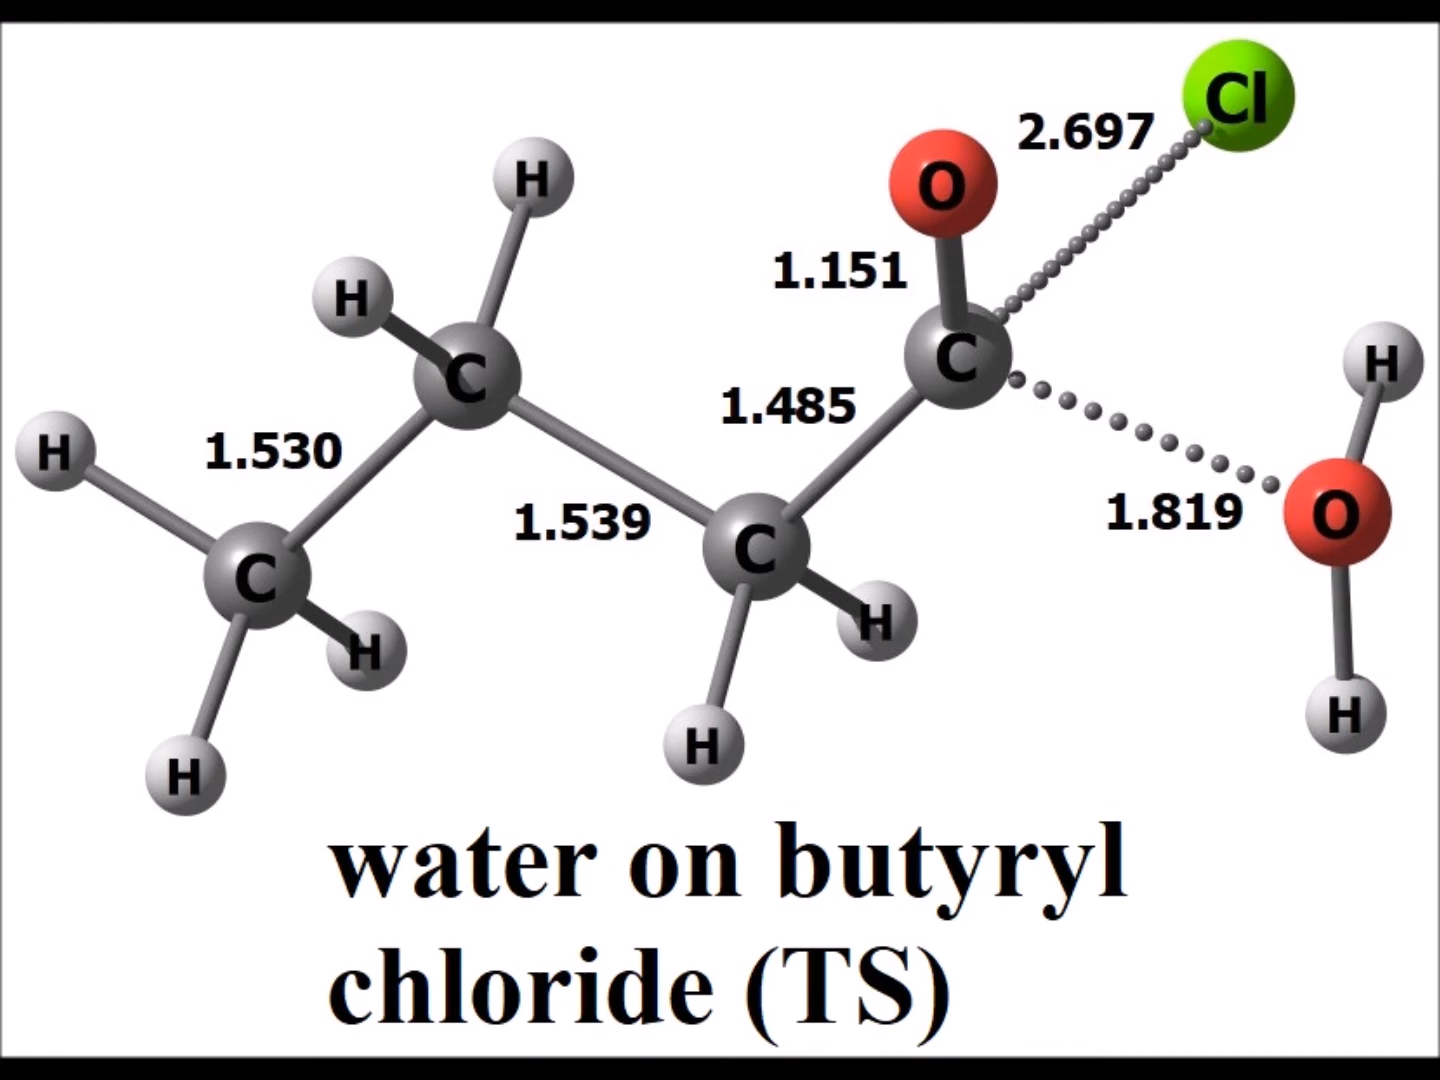 Cl
2.697
O
H
1.151
H
C
H
C
1.485
H
1.530
1.539
1.819
O
C
C
H
H
H
H
H
water on butyryl
chloride (TS)